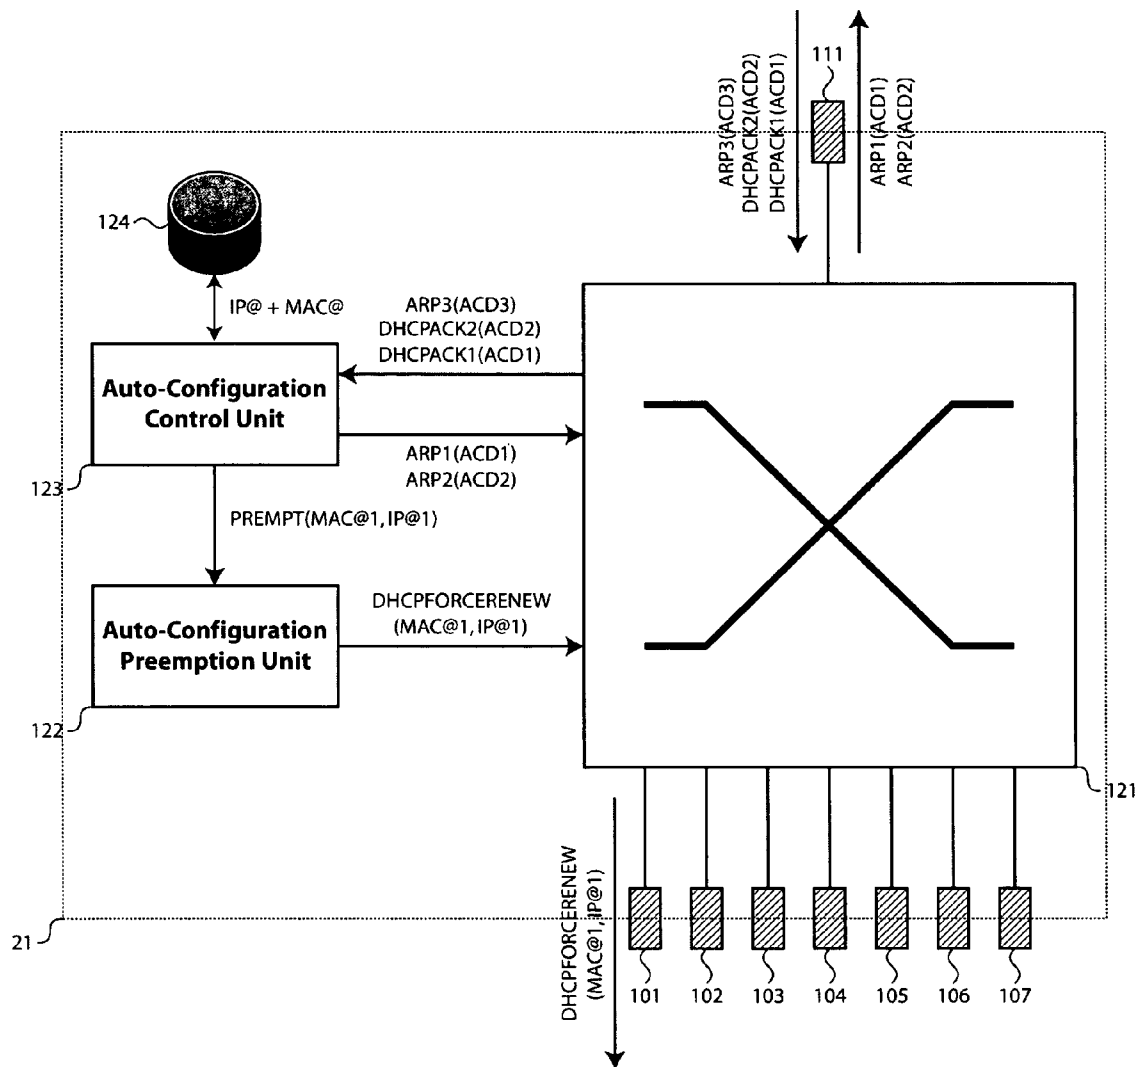 111
ARP3(ACD3)
DHCPACK2(ACD2)
DHCPACK1(ACD1)
ARP1(ACD1)
ARP2(ACD2)
124
IP@ + MAC@
ARP3(ACD3)
DHCPACK2(ACD2)
DHCPACK1(ACD1)
Auto-Configuration
Control Unit
ARP1(ACD1)
ARP2(ACD2)
123
PREMPT(MAC@1, IP@1)
DHCPFORCERENEW
(MAC@1, IP@1)
Auto-Configuration
Preemption Unit
122
121
DHCPFORCERENEW
(MAC@1, IP@1)
21
101
102
103
104
105
106
107